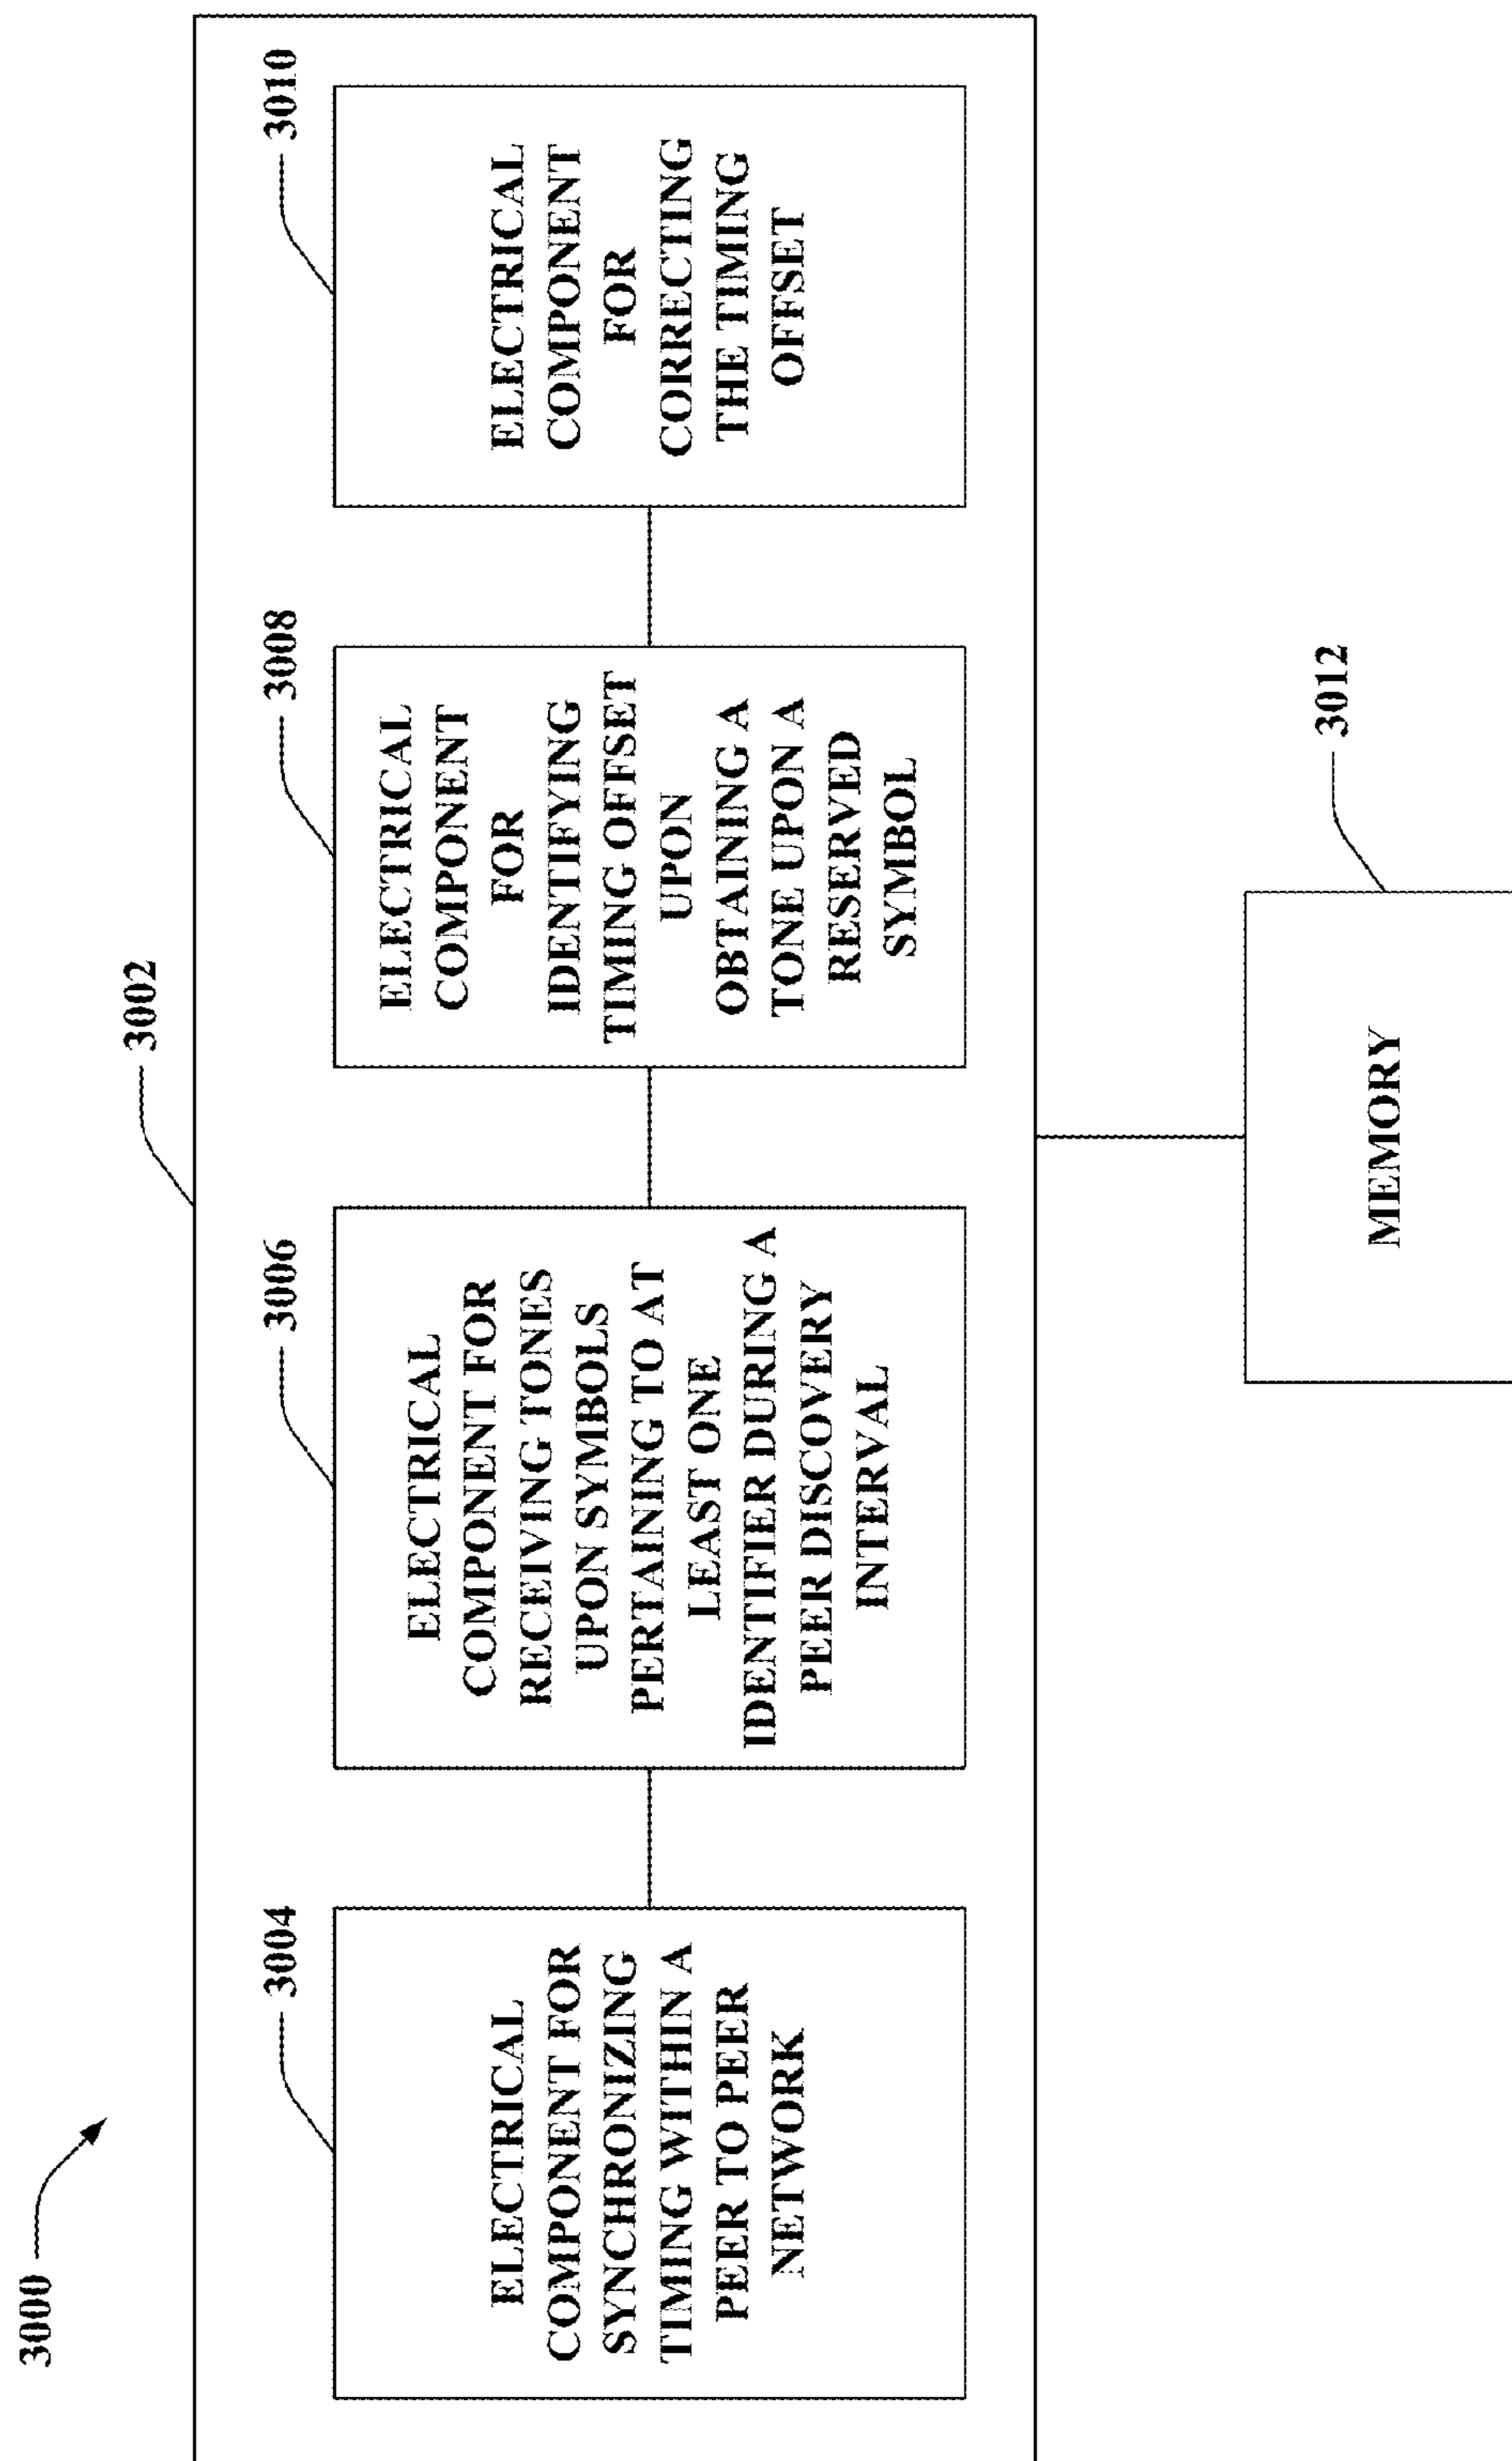 3000
3002
3004
ELECTRICAL
COMPONENT FOR
SYNCHRONIZING
TIMING WITHIN A
PEER TO PEER
NETWORK
3006
ELECTRICAL
COMPONENT FOR
RECEIVING TONES
UPON SYMBOLS
PERTAINING TO AT
LEAST ONE
IDENTIFIER DURING A
PEER DISCOVERY
INTERVAL
3008
ELECTRICAL
COMPONENT
FOR
IDENTIFYING
TIMING OFFSET
UPON
OBTAINING A
TONE UPON A
RESERVED
SYMBOL
3010
ELECTRICAL
COMPONENT
FOR
CORRECTING
THE TIMING
OFFSET
3012
MEMORY